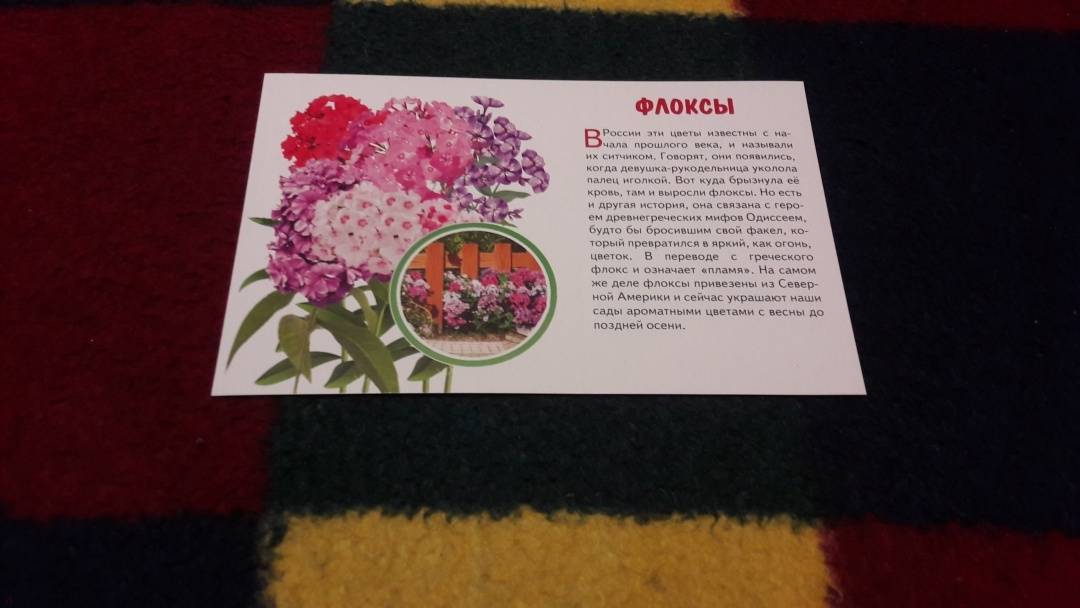 ФЛОКСЫ
В России эти цветы известны с на-
чала прошлого века, и называли
их ситчиком. Говорят, они появились,
когда девушка-рукодельница уколола
палец иголкой. Вот куда брызнула её
кровь, там и выросли флоксы. Но есть
и другая история, она связана с геро-
ем древнегреческих мифов Одиссеем,
будто бы бросившим свой факел, ко-
торый превратился в яркий, как огонь,
цветок. В переводе с греческого
флокс и означает «пламя». На самом
же деле флоксы привезены из Север-
ной Америки и сейчас украшают наши
сады ароматными цветами с весны до
поздней осени.